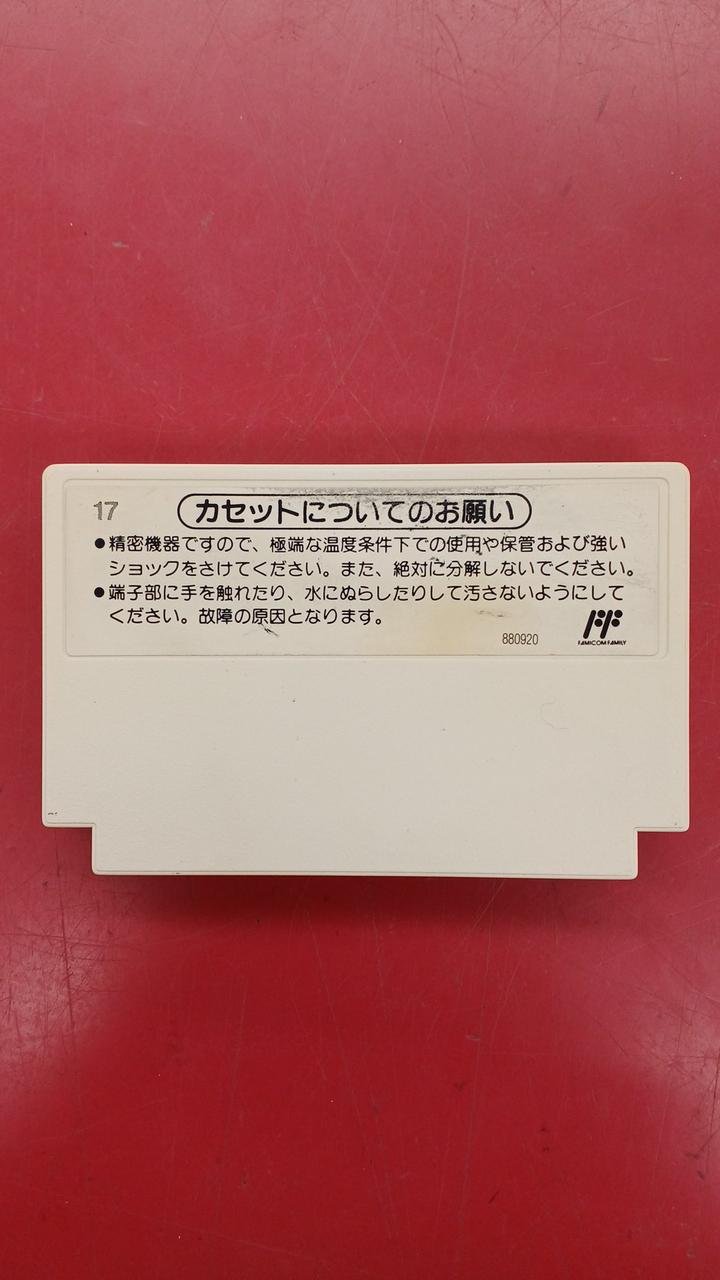 17
カセットについてのお願い
●精密機器ですので、極端な温度条件下での使用や保管および強い
ショックをさけてください。また、絶対に分解しないでください。
●端子部に手を触れたり、水にぬらしたりして汚さないようにして
ください。故障の原因となります。
880920
FAMICOM FAMILY